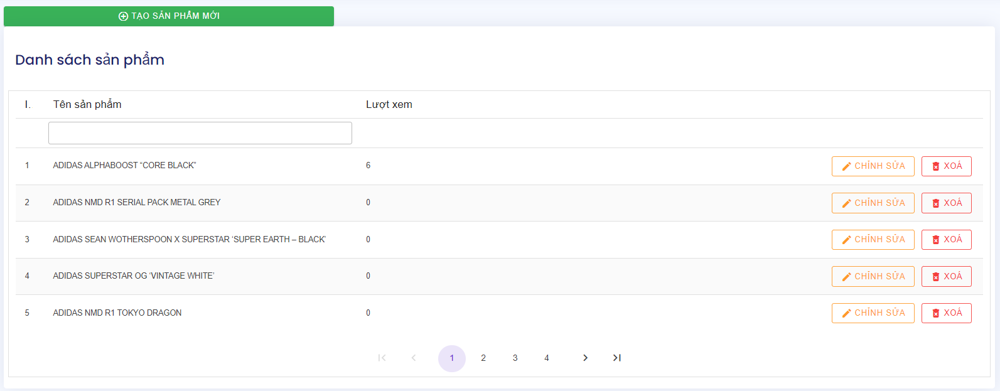 TẠO SẢN PHẨM MỚI
Danh sách sản phẩm
I. Tên sản phẩm Lượt xem
1 ADIDAS ALPHABOOST “CORE BLACK” 6 CHỈNH SỬA XOÁ
2 ADIDAS NMD R1 SERIAL PACK METAL GREY 0 CHỈNH SỬA XOÁ
3 ADIDAS SEAN WOTHERSPOON X SUPERSTAR ‘SUPER EARTH – BLACK’ 0 CHỈNH SỬA XOÁ
4 ADIDAS SUPERSTAR OG ‘VINTAGE WHITE’ 0 CHỈNH SỬA XOÁ
5 ADIDAS NMD R1 TOKYO DRAGON 0 CHỈNH SỬA XOÁ
1 2 3 4